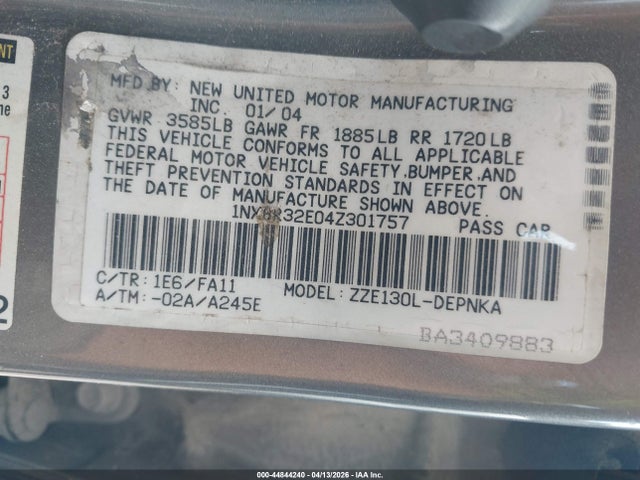 MFD.BY: NEW UNITED MOTOR MANUFACTURING
INC. 01/04
GVWR 3585LB GAWR FR 1885LB RR 1720LB
THIS VEHICLE CONFORMS TO ALL APPLICABLE
FEDERAL MOTOR VEHICLE SAFETY,BUMPER,AND
THEFT PREVENTION STANDARDS IN EFFECT ON
THE DATE OF MANUFACTURE SHOWN ABOVE.
1NXBR32E04Z301757 PASS CAR
C/TR: 1E6/FA11
A/TM: -02A/A245E MODEL: ZZE130L-DEPNKA
BA3409883
000-44844240 - 04/13/2026 - IAA Inc.